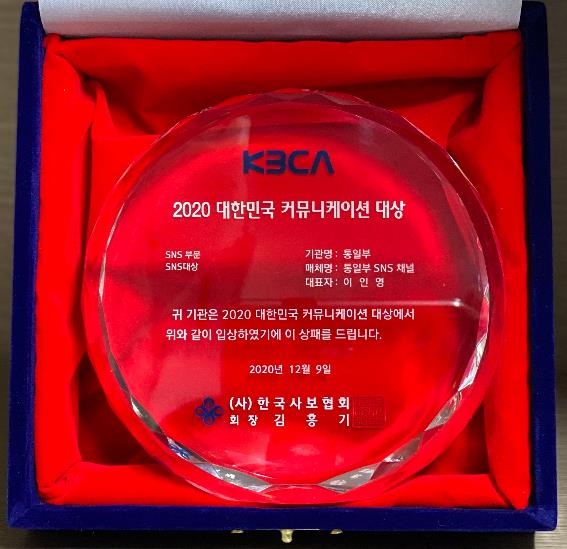 KBCA
2020 대한민국 커뮤니케이션 대상
SNS 부문
SNS대상
기관명 : 통일부
매체명 : 통일부 SNS 채널
대표자 : 이 인 영
귀 기관은 2020 대한민국 커뮤니케이션 대상에서
위와 같이 입상하였기에 이 상패를 드립니다.
2020년 12월 9일
(사) 한국사보협회
회 장 김 흥 기